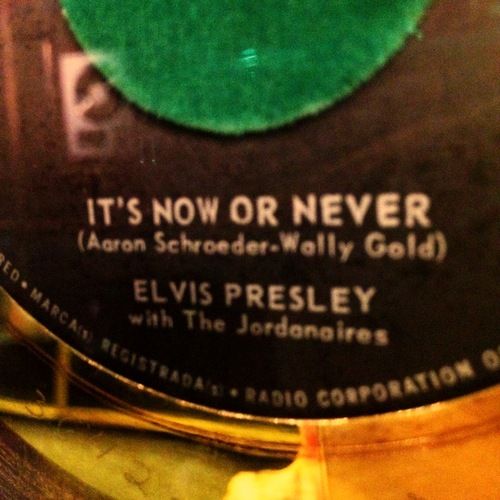 IT'S NOW OR NEVER
(Aaron Schroeder-Wally Gold)
ELVIS PRESLEY
with The Jordanaires
MARCA(s) REGISTRADA(s) • RADIO CORPORATION